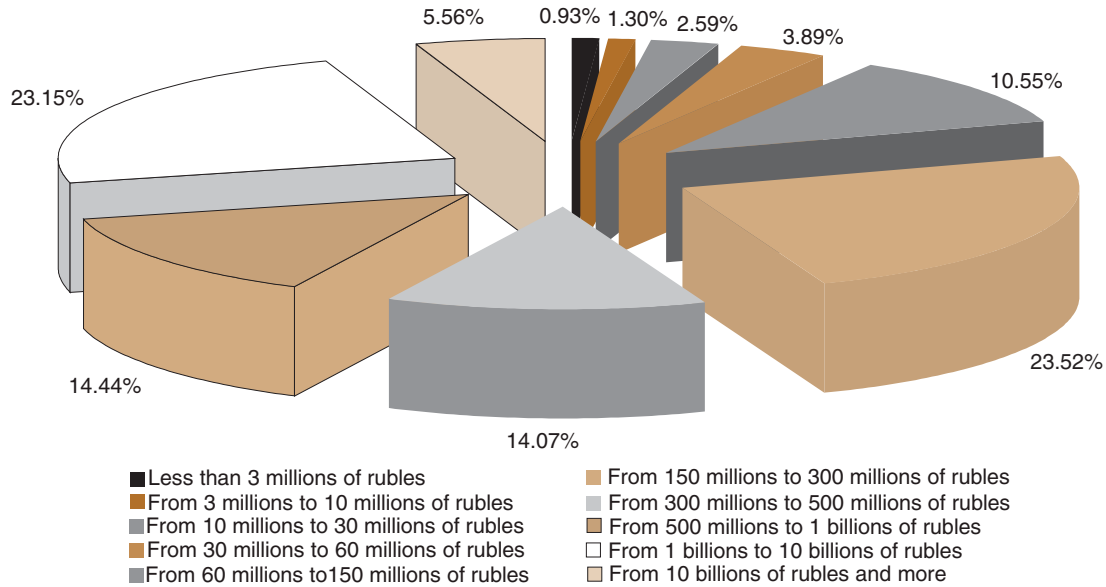 5.56%
0.93%
1.30%
2.59%
3.89%
10.55%
23.15%
23.52%
14.44%
14.07%
Less than 3 millions of rubles
From 3 millions to 10 millions of rubles
From 10 millions to 30 millions of rubles
From 30 millions to 60 millions of rubles
From 60 millions to150 millions of rubles
From 150 millions to 300 millions of rubles
From 300 millions to 500 millions of rubles
From 500 millions to 1 billions of rubles
From 1 billions to 10 billions of rubles
From 10 billions of rubles and more